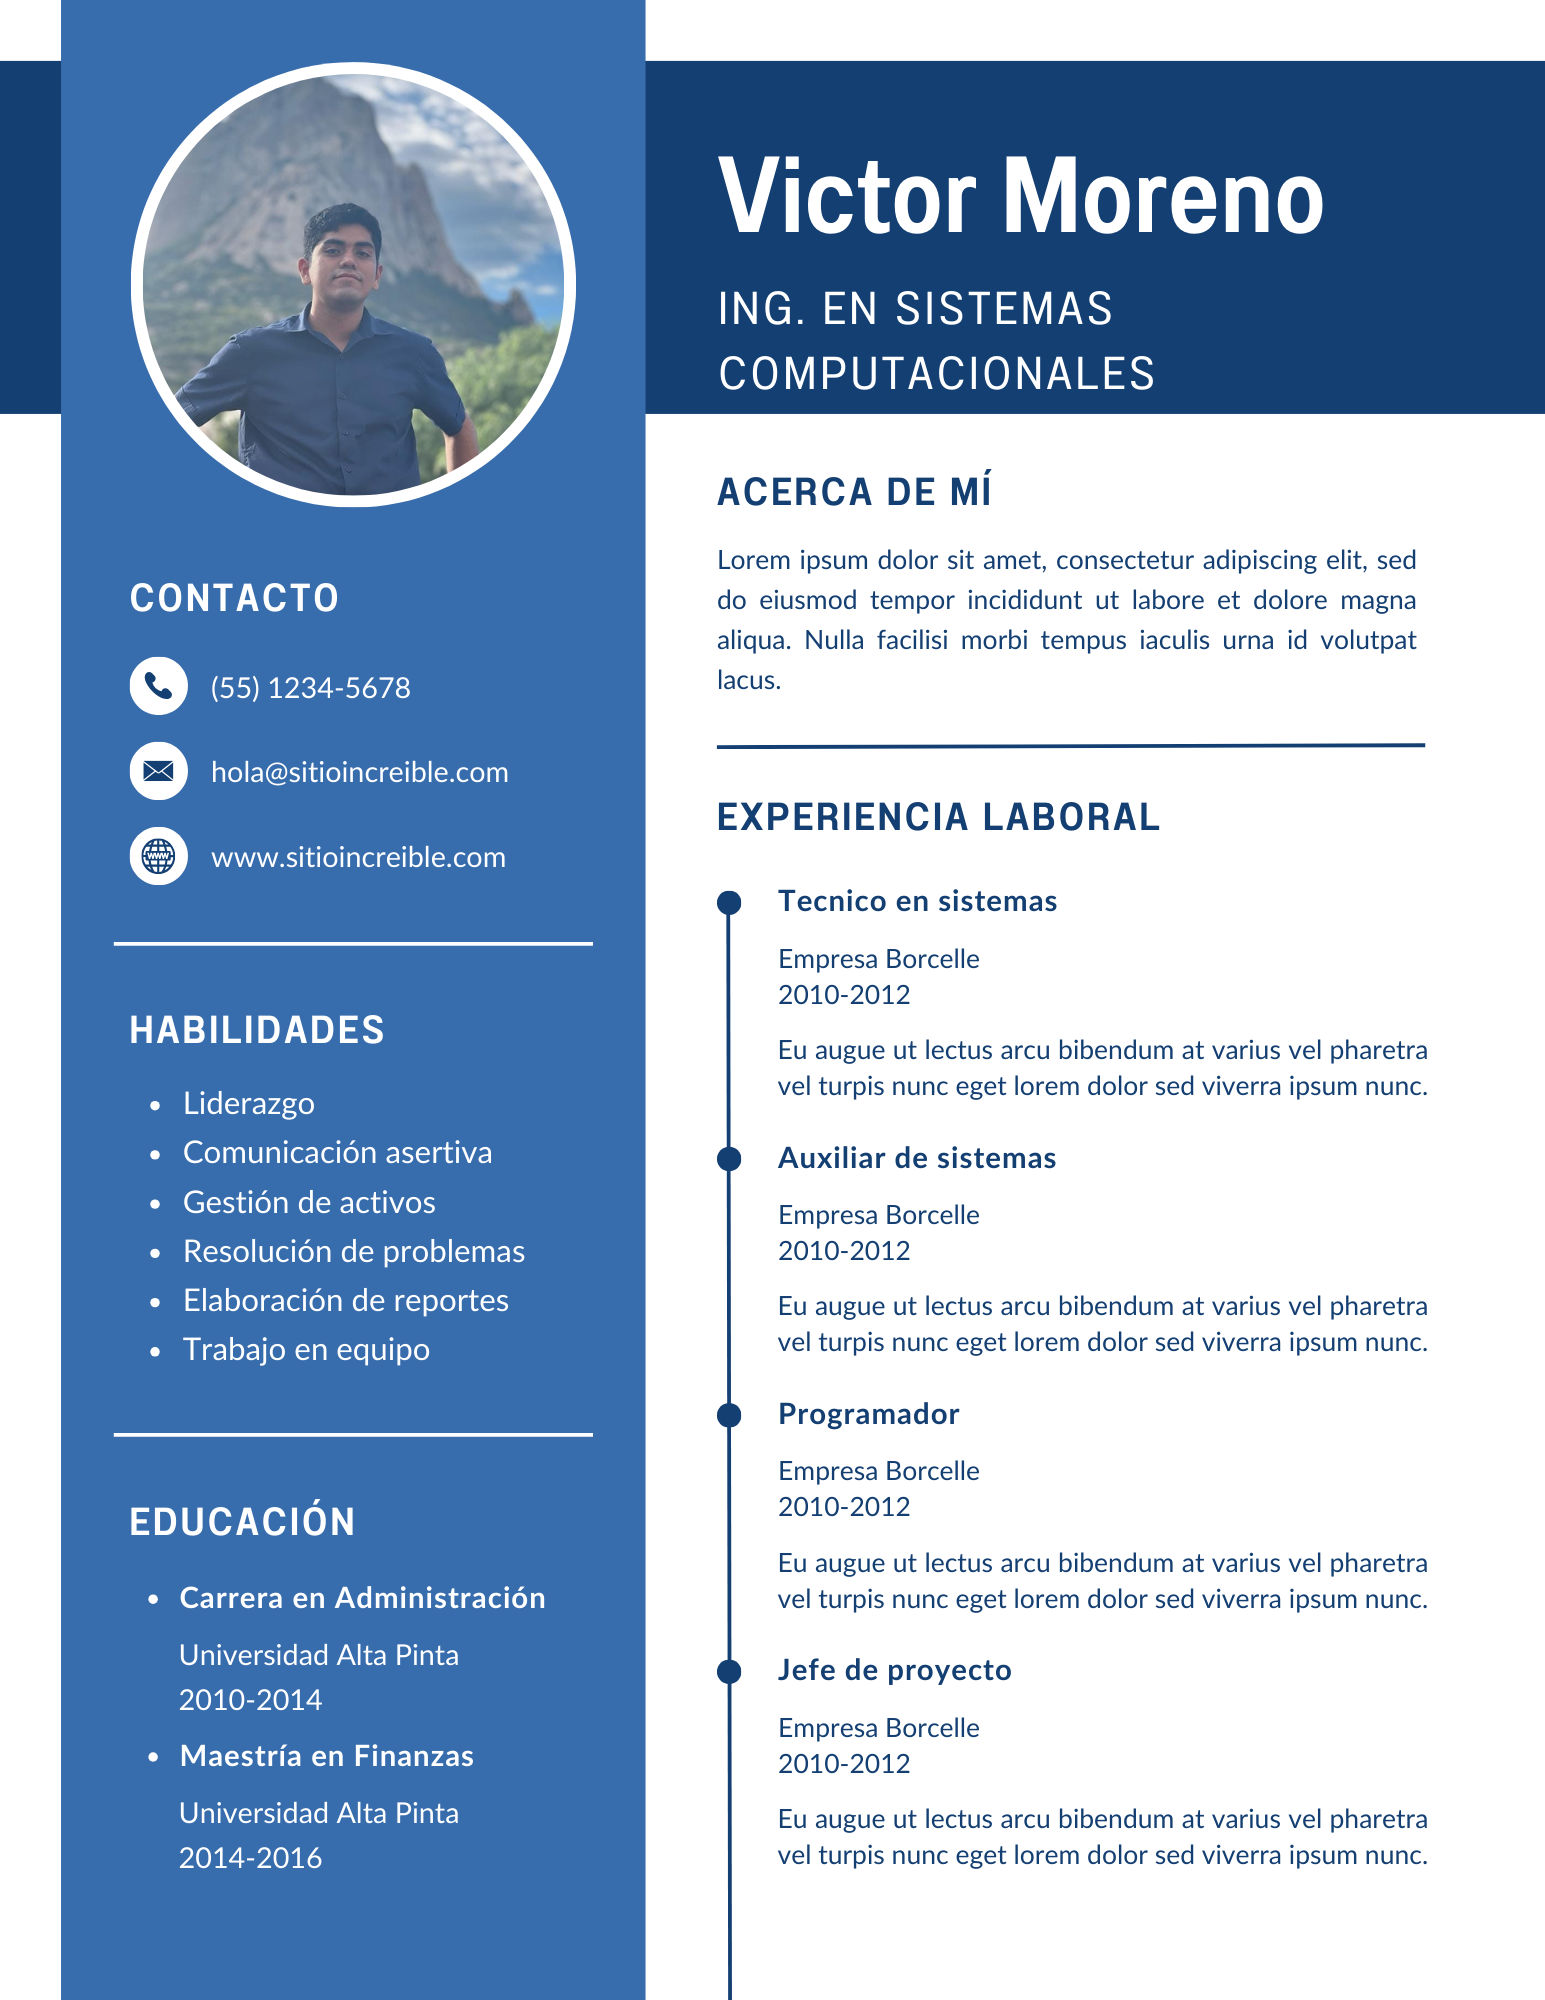 Victor Moreno
ING. EN SISTEMAS
COMPUTACIONALES
CONTACTO
(55) 1234-5678
hola@sitioincreible.com
www
www.sitioincreible.com
HABILIDADES
• Liderazgo
• Comunicación asertiva
• Gestión de activos
• Resolución de problemas
• Elaboración de reportes
• Trabajo en equipo
EDUCACIÓN
• Carrera en Administración
Universidad Alta Pinta
2010-2014
• Maestría en Finanzas
Universidad Alta Pinta
2014-2016
ACERCA DE MÍ
Lorem ipsum dolor sit amet, consectetur adipiscing elit, sed
do eiusmod tempor incididunt ut labore et dolore magna
aliqua. Nulla facilisi morbi tempus iaculis urna id volutpat
lacus.
EXPERIENCIA LABORAL
Tecnico en sistemas
Empresa Borcelle
2010-2012
Eu augue ut lectus arcu bibendum at varius vel pharetra
vel turpis nunc eget lorem dolor sed viverra ipsum nunc.
Auxiliar de sistemas
Empresa Borcelle
2010-2012
Eu augue ut lectus arcu bibendum at varius vel pharetra
vel turpis nunc eget lorem dolor sed viverra ipsum nunc.
Programador
Empresa Borcelle
2010-2012
Eu augue ut lectus arcu bibendum at varius vel pharetra
vel turpis nunc eget lorem dolor sed viverra ipsum nunc.
Jefe de proyecto
Empresa Borcelle
2010-2012
Eu augue ut lectus arcu bibendum at varius vel pharetra
vel turpis nunc eget lorem dolor sed viverra ipsum nunc.